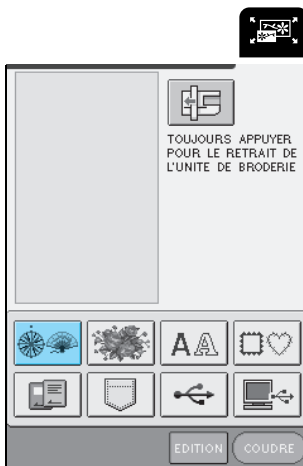 TOUJOURS APPUYER
POUR LE RETRAIT DE
L'UNITE DE BRODERIE
AA
EDITION
COUDRE